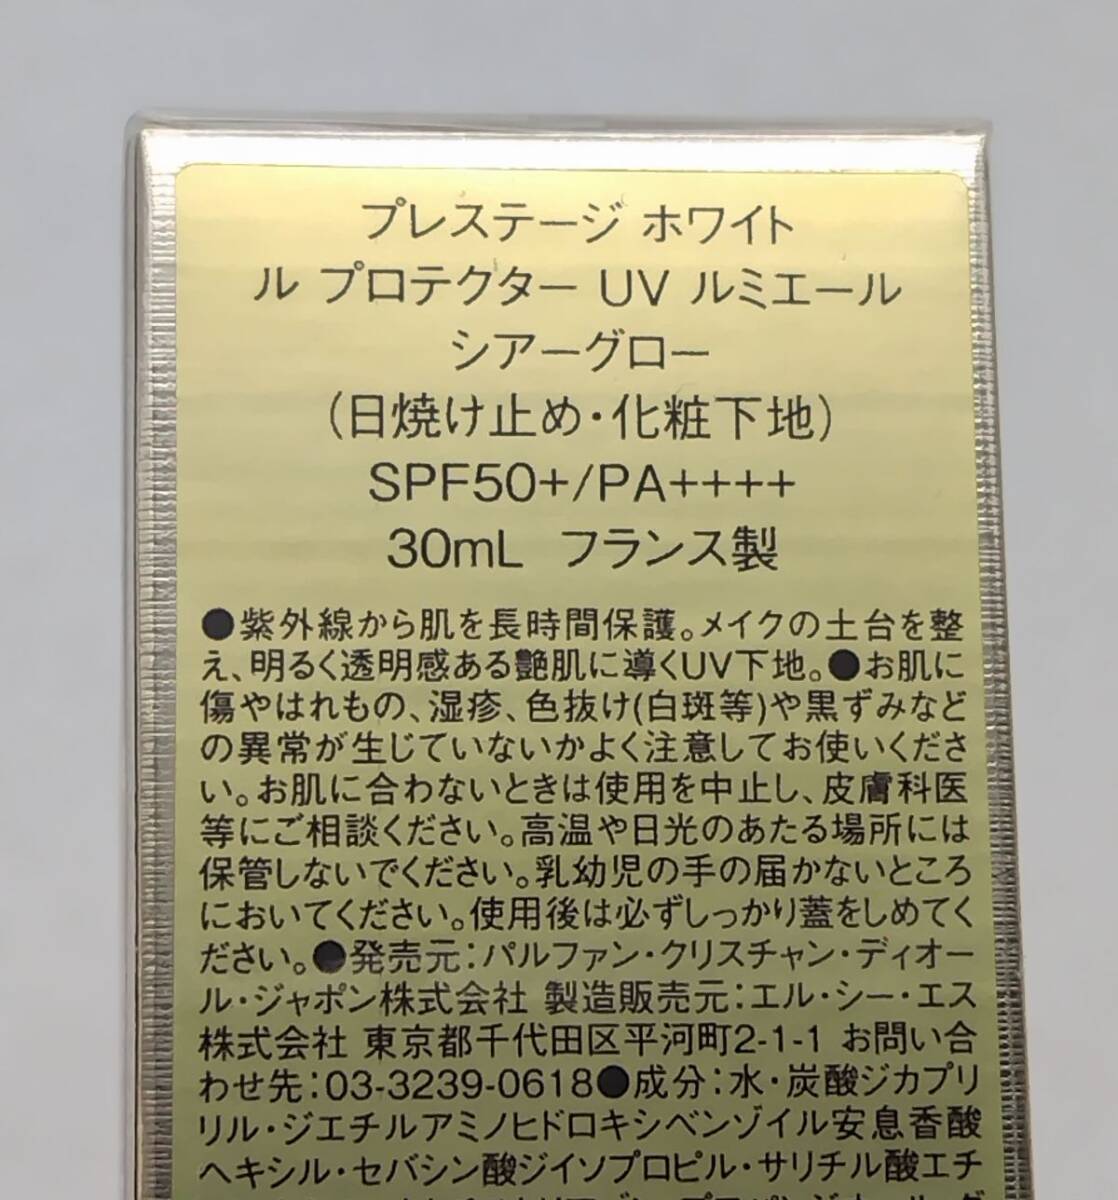 プレステージ ホワイト
ル プロテクター UV ルミエール
シアーグロー
(日焼け止め・化粧下地)
SPF50+/PA++++
30mL フランス製
●紫外線から肌を長時間保護。メイクの土台を整
え、明るく透明感ある艶肌に導くUV下地。●お肌に
傷やはれもの、湿疹、色抜け(白斑等)や黒ずみなど
の異常が生じていないかよく注意してお使いくださ
い。お肌に合わないときは使用を中止し、皮膚科医
等にご相談ください。高温や日光のあたる場所には
保管しないでください。乳幼児の手の届かないところ
においてください。使用後は必ずしっかり蓋をしめてく
ださい。●発売元:パルファン・クリスチャン・ディオー
ル・ジャポン株式会社 製造販売元:エル・シー・エス
株式会社 東京都千代田区平河町2-1-1 お問い合
わせ先:03-3239-0618●成分:水・炭酸ジカプリ
リル・ジエチルアミノヒドロキシベンゾイル安息香酸
ヘキシル・セバシン酸ジイソプロピル・サリチル酸エチ